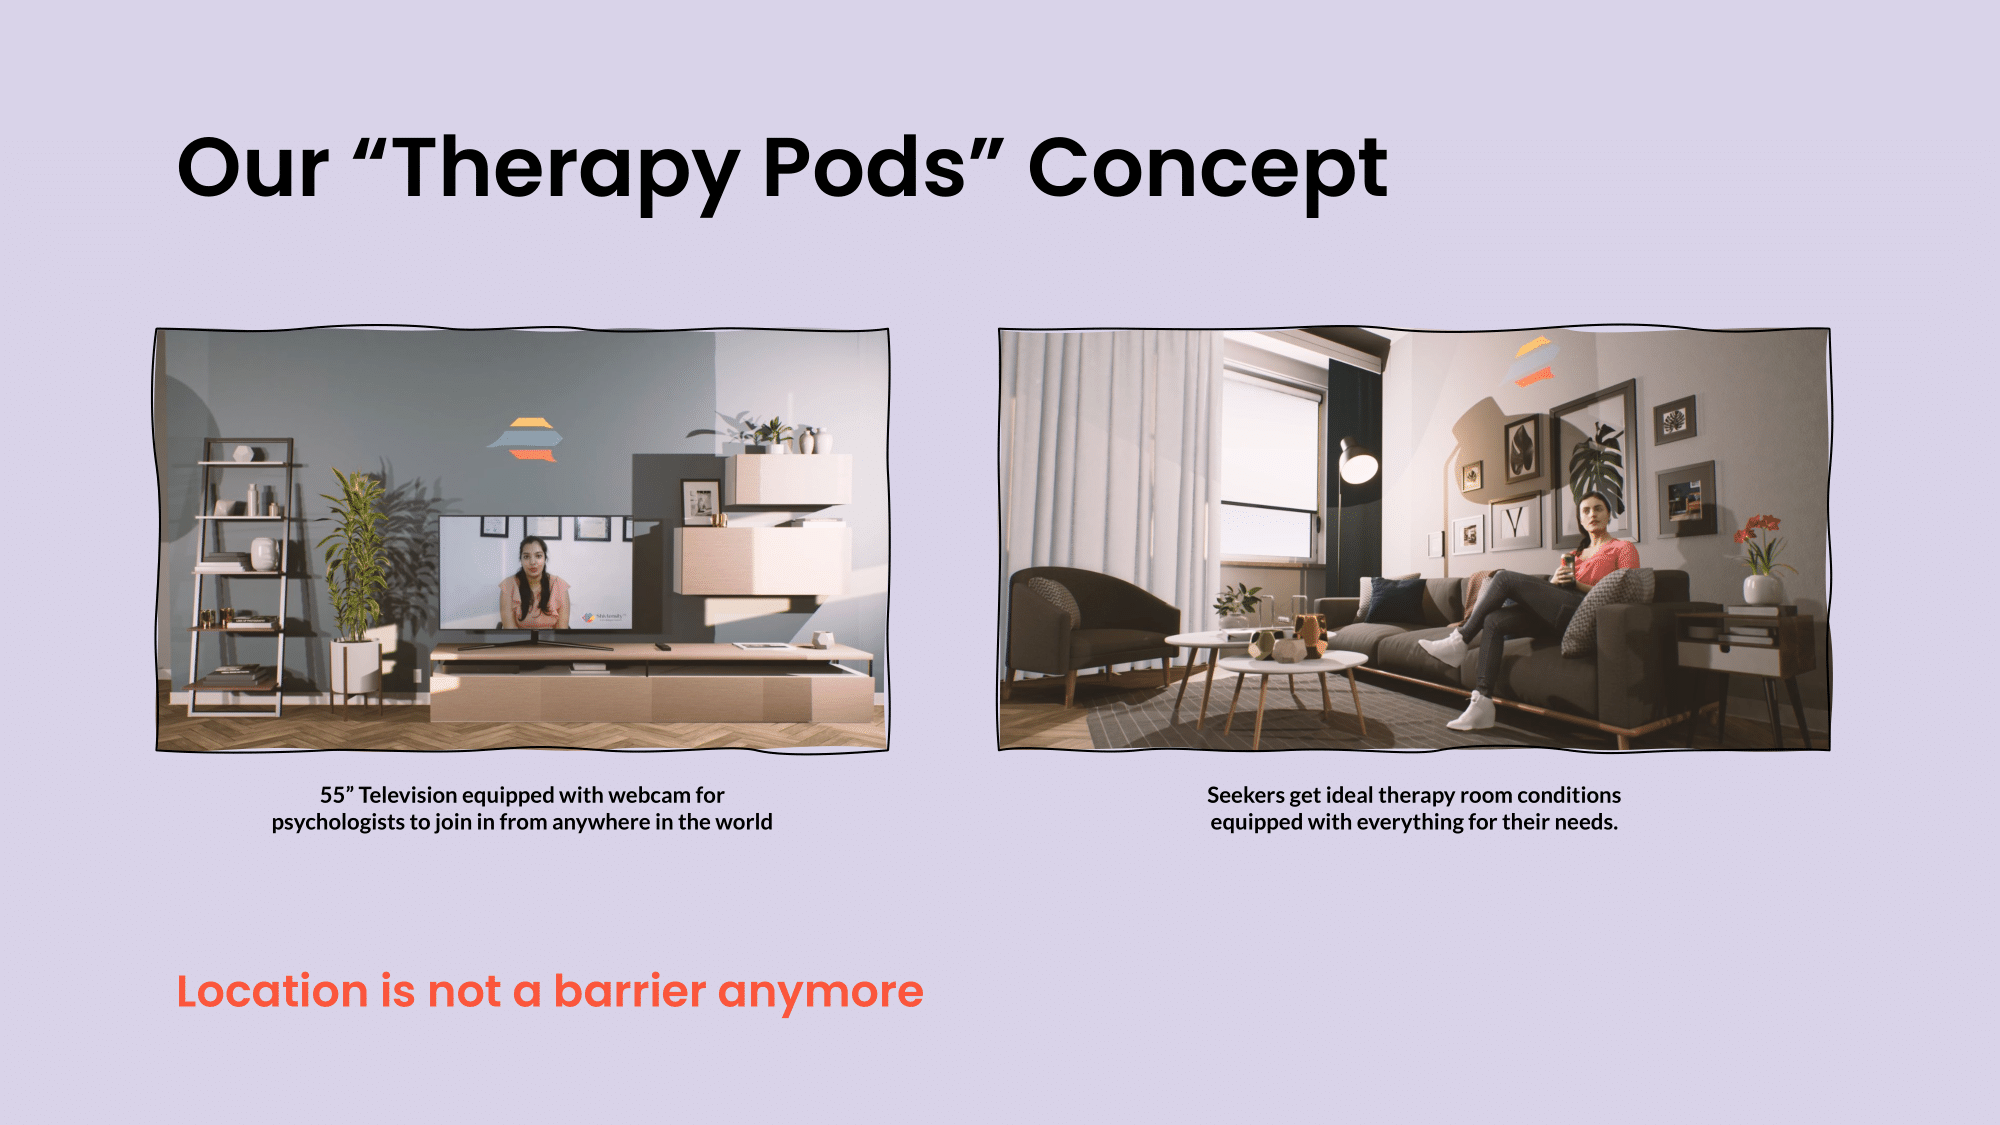 Our “Therapy Pods” Concept
55” Television equipped with webcam for
psychologists to join in from anywhere in the world
Seekers get ideal therapy room conditions
equipped with everything for their needs.
Location is not a barrier anymore